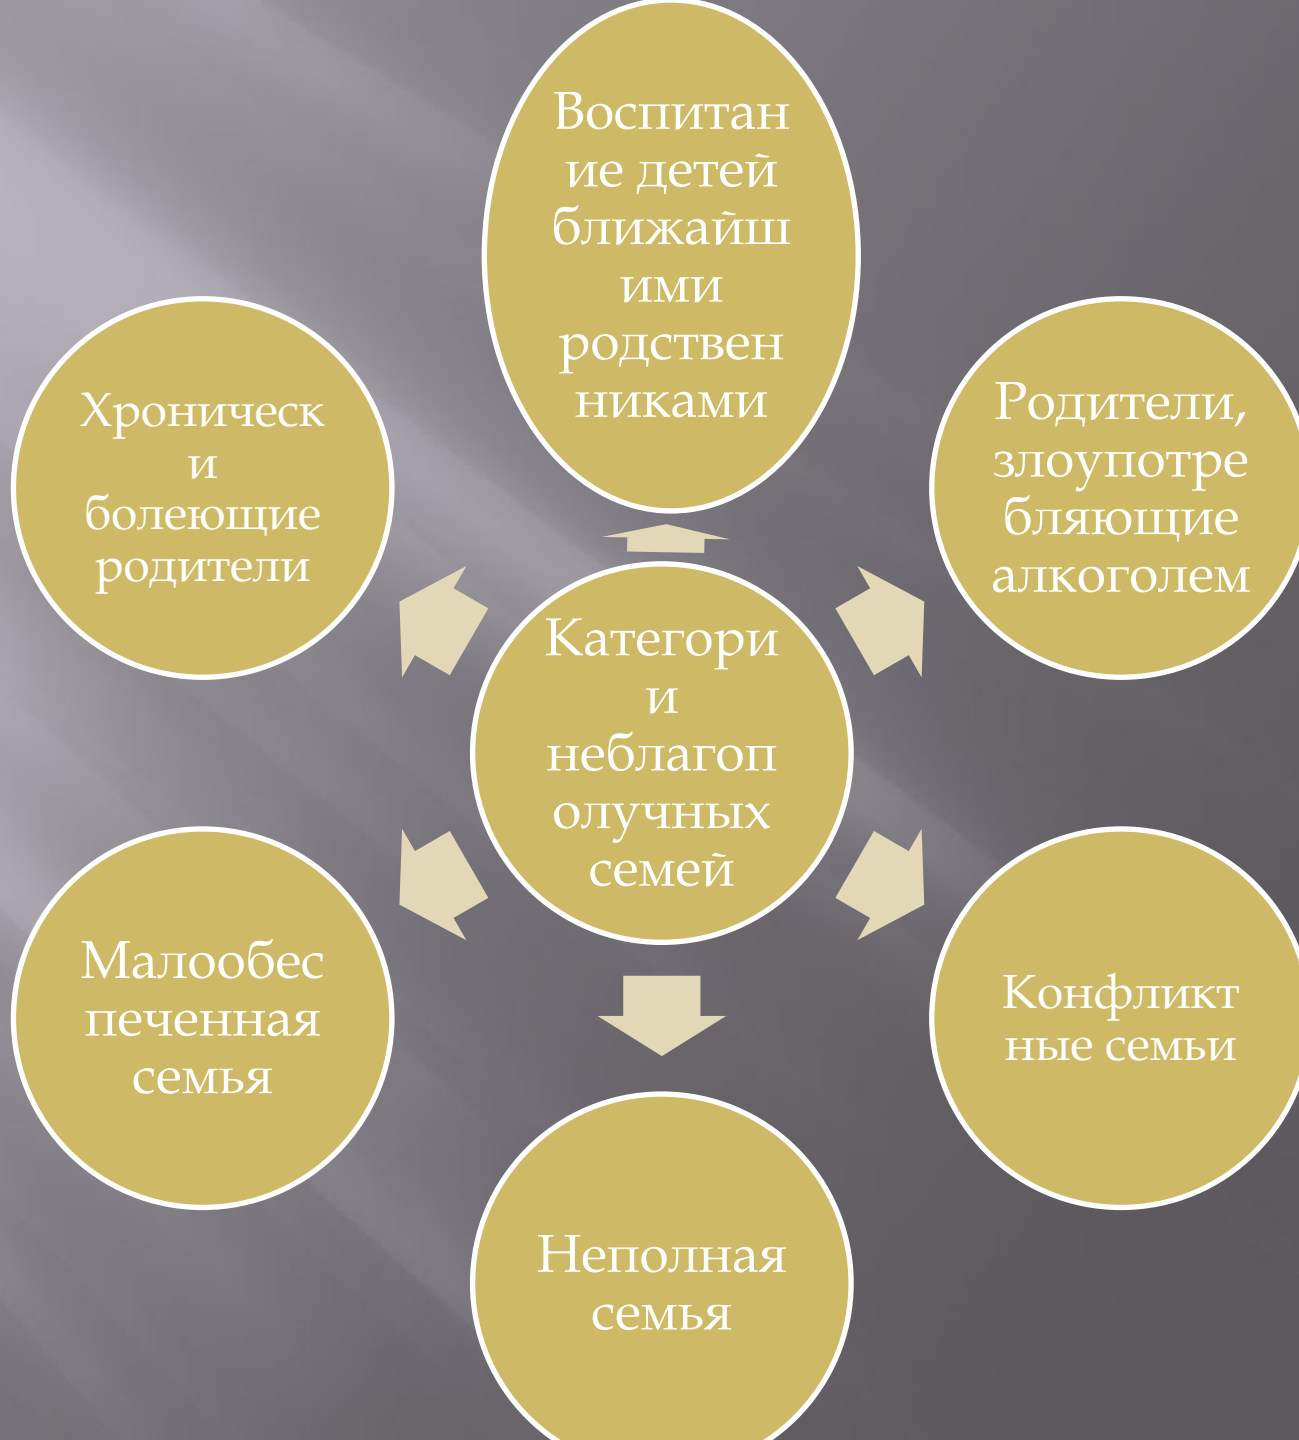 Воспитан
ие детей
ближайш
ими
родствен
никами
Хроническ
и
болеющие
родители
Родители,
злоупотре
бляющие
алкоголем
Категори
и
неблагоп
олучных
семей
Малообес
печенная
семья
Конфликт
ные семьи
Неполная
семья